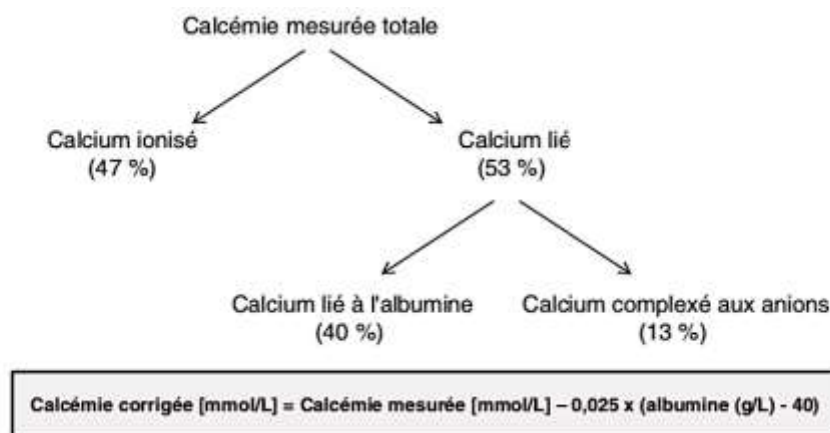 Calcémie mesurée totale
Calcium ionisé
(47 %)
Calcium lié
(53 %)
Calcium lié à l'albumine
(40 %)
Calcium complexé aux anions
(13 %)
Calcémie corrigée [mmol/L] = Calcémie mesurée [mmol/L] – 0,025 x (albumine (g/L) - 40)